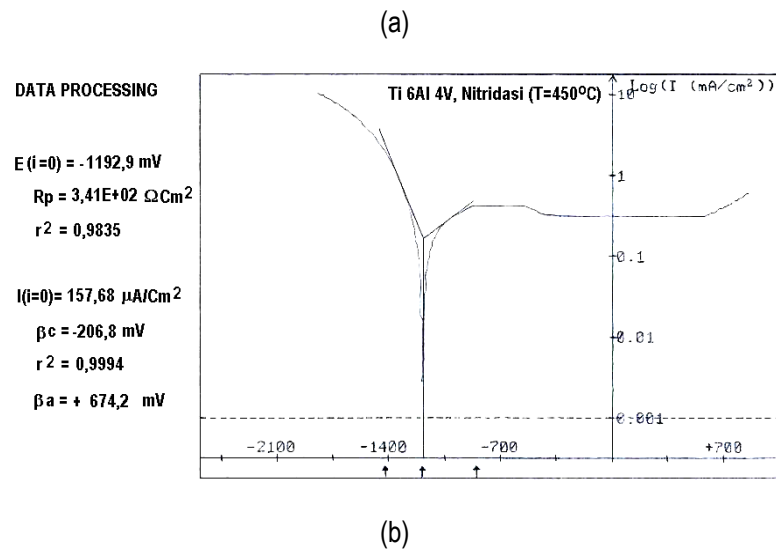 (a)
DATA PROCESSING
Ti 6Al 4V, Nitridasi (T=450°C)
Log(I (mA/cm²))
E(i=0) = -1192,9 mV
Rp = 3,41E+02 ΩCm²
r² = 0,9835
I(i=0)= 157,68 µA/Cm²
βc = -206,8 mV
r² = 0,9994
βa = + 674,2 mV
10
1
0.1
0.01
0.001
-2100 -1400 -700 +700
(b)